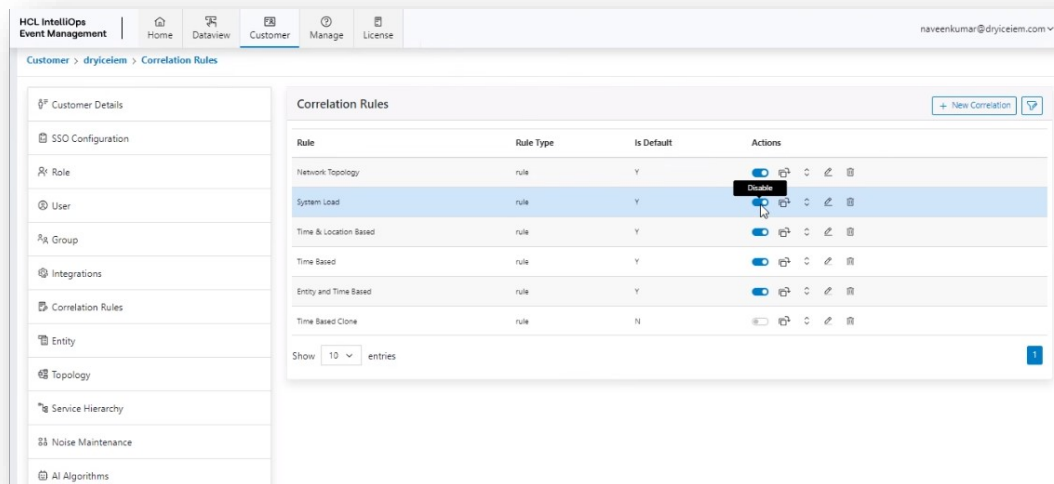 HCL IntelliOps
Event Management
Home
Dataview
Customer
Manage
License
naveenkumar@dryiceiem.com
Customer > dryiceiem > Correlation Rules
Customer Details
SSO Configuration
Role
User
Group
Integrations
Correlation Rules
Entity
Topology
Service Hierarchy
Noise Maintenance
AI Algorithms
Correlation Rules
+ New Correlation
Rule Rule Type Is Default Actions
Network Topology rule Y
Disable
System Load rule Y
Time & Location Based rule Y
Time Based rule Y
Entity and Time Based rule Y
Time Based Clone rule N
Show 10 entries
1